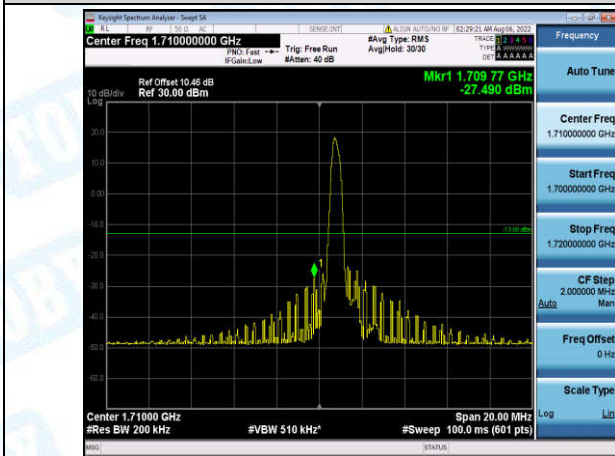 Keysight Spectrum Analyzer - Swept SA
RL RF 50 Ω AC SENSE:INT ALIGN AUTO/NO RF 02:29:21 AM Aug 06, 2022
Center Freq 1.710000000 GHz
PNO: Fast
IFGain:Low
Trig: Free Run
#Atten: 40 dB
#Avg Type: RMS
Avg|Hold: 30/30
TRACE 1 2 3 4 5 6
TYPE A WWWWW
DET A A A A A A
Frequency
Ref Offset 10.46 dB
Ref 30.00 dBm
10 dB/div
Log
Mkr1 1.709 77 GHz
-27.490 dBm
20.0
10.0
0.00
-10.0
-20.0
-30.0
-40.0
-50.0
-60.0
-13.00 dBm
1
Center 1.71000 GHz
#Res BW 200 kHz
#VBW 510 kHz*
Span 20.00 MHz
#Sweep 100.0 ms (601 pts)
MSG
STATUS
Auto Tune
Center Freq
1.710000000 GHz
Start Freq
1.700000000 GHz
Stop Freq
1.720000000 GHz
CF Step
2.000000 MHz
Auto Man
Freq Offset
0 Hz
Scale Type
Log Lin